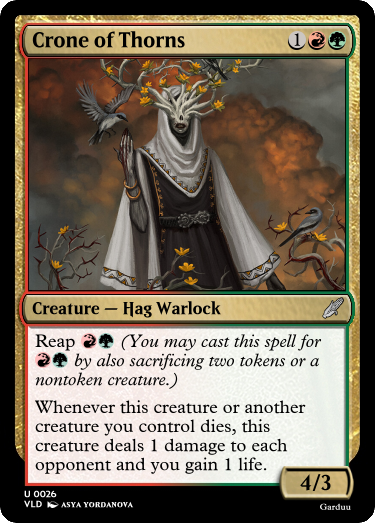 Crone of Thorns 1
Creature — Hag Warlock
Reap (You may cast this spell for
by also sacrificing two tokens or a
nontoken creature.)
Whenever this creature or another
creature you control dies, this
creature deals 1 damage to each
opponent and you gain 1 life.
4/3
U 0026
VLD ASYA YORDANOVA
Garduu